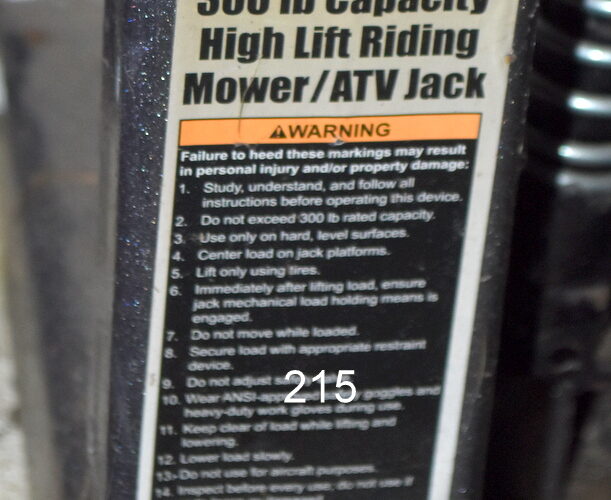 300 lb Capacity
High Lift Riding
Mower/ATV Jack
⚠WARNING
Failure to heed these markings may result
in personal injury and/or property damage:
1. Study, understand, and follow all
instructions before operating this device.
2. Do not exceed 300 lb rated capacity.
3. Use only on hard, level surfaces.
4. Center load on jack platforms.
5. Lift only using tires.
6. Immediately after lifting load, ensure
jack mechanical load holding means is
engaged.
7. Do not move while loaded.
8. Secure load with appropriate restraint
device.
9. Do not adjust
215
10. Wear ANSI-app goggles and
heavy-duty work gloves during use.
11. Keep clear of load while lifting and
lowering.
12. Lower load slowly.
13. Do not use for aircraft purposes.
14. Inspect before every use; do not use if